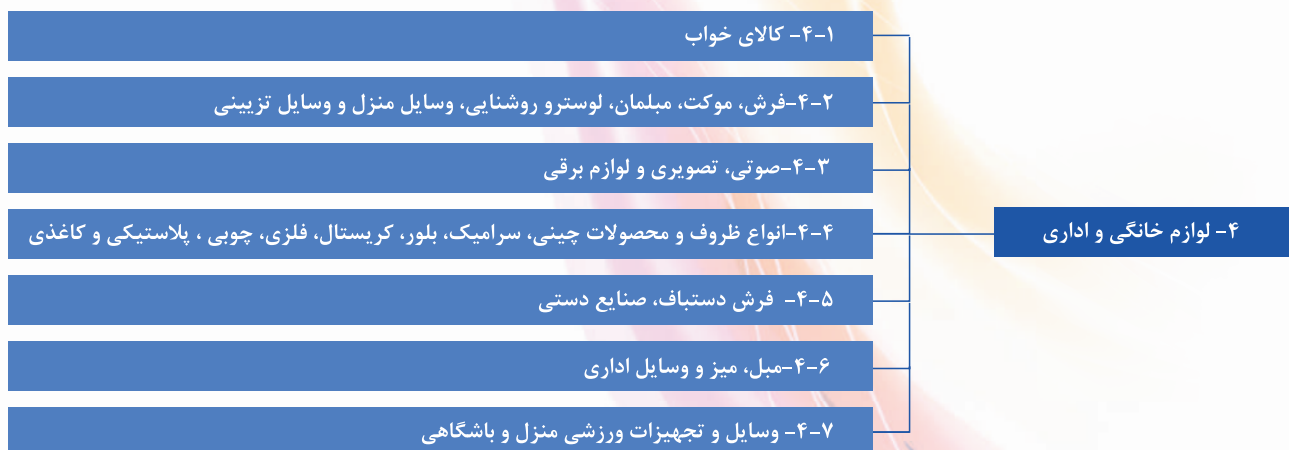 ۴- لوازم خانگی و اداری
۴-۱- کالای خواب
۴-۲-فرش، موکت، مبلمان، لوسترو روشنایی، وسایل منزل و وسایل تزیینی
۴-۳-صوتی، تصویری و لوازم برقی
۴-۴-انواع ظروف و محصولات چینی، سرامیک، بلور، کریستال، فلزی، چوبی ، پلاستیکی و کاغذی
۴-۵- فرش دستباف، صنایع دستی
۴-۶-مبل، میز و وسایل اداری
۴-۷- وسایل و تجهیزات ورزشی منزل و باشگاهی